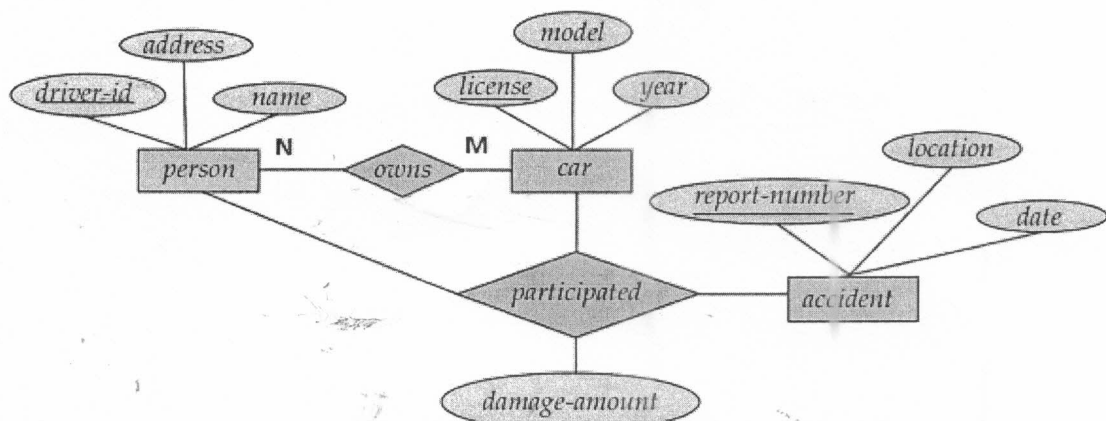 model
address
license
year
driver-id
name
N
M
location
person
owns
car
report-number
date
participated
accident
damage-amount